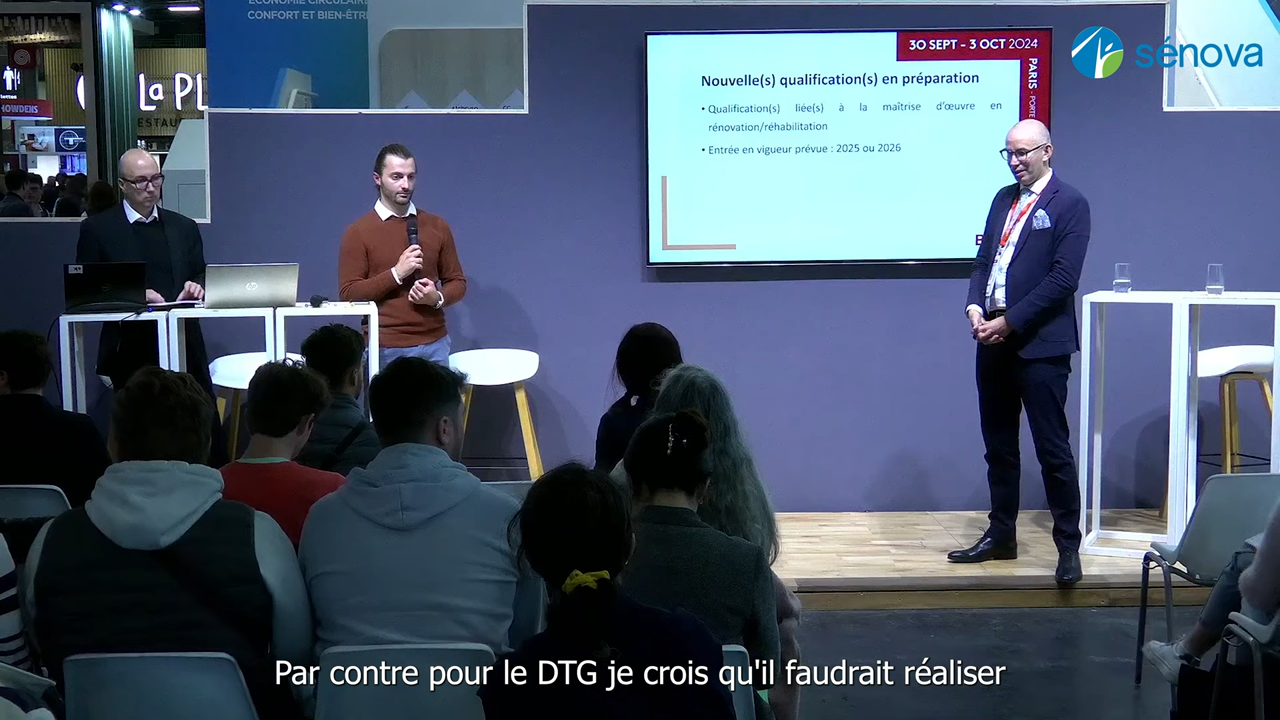 ÉCONOMIE CIRCULAIRE
CONFORT ET BIEN-ÊTRE
LA PL
HOWDENS
30 SEPT - 3 OCT 2024
PARIS - PORTE
sénova
Nouvelle(s) qualification(s) en préparation
• Qualification(s) liée(s) à la maîtrise d'œuvre en
rénovation/réhabilitation
• Entrée en vigueur prévue : 2025 ou 2026
hp
Par contre pour le DTG je crois qu'il faudrait réaliser